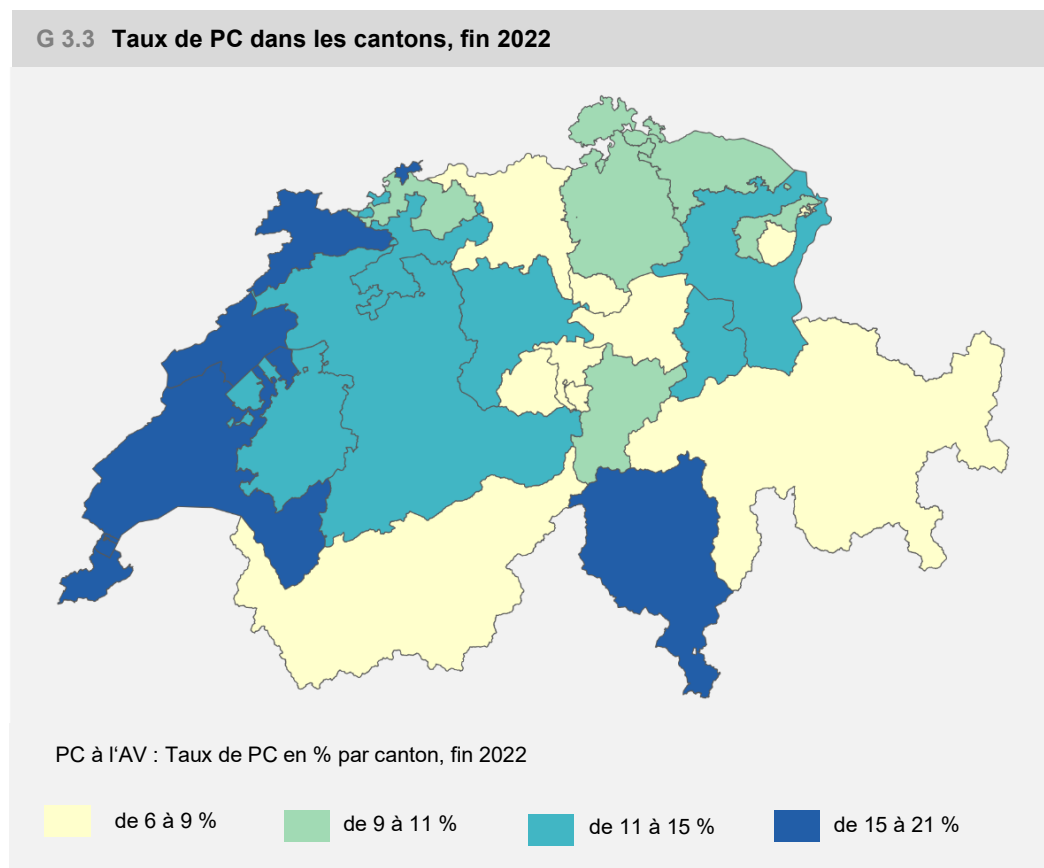 G 3.3 Taux de PC dans les cantons, fin 2022
PC à l‘AV : Taux de PC en % par canton, fin 2022
de 6 à 9 %
de 9 à 11 %
de 11 à 15 %
de 15 à 21 %